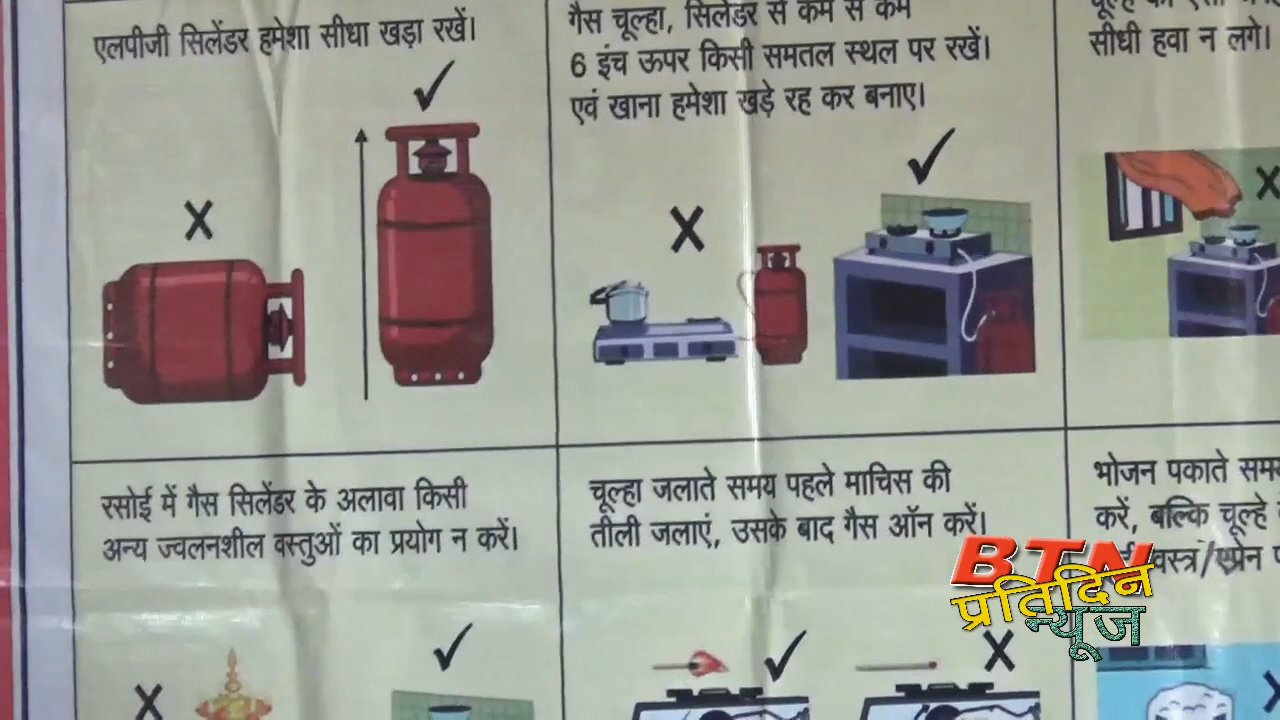 एलपीजी सिलेंडर हमेशा सीधा खड़ा रखें।
गैस चूल्हा, सिलेंडर से कम से कम
6 इंच ऊपर किसी समतल स्थल पर रखें।
एवं खाना हमेशा खड़े रह कर बनाए।
सीधी हवा न लगे।
रसोई में गैस सिलेंडर के अलावा किसी
अन्य ज्वलनशील वस्तुओं का प्रयोग न करें।
चूल्हा जलाते समय पहले माचिस की
तीली जलाएं, उसके बाद गैस ऑन करें।
भोजन पकाते
करें, बल्कि चूल्हे
वस्त्र/एप्रेन
BTN
प्रतिदिन
न्यूज